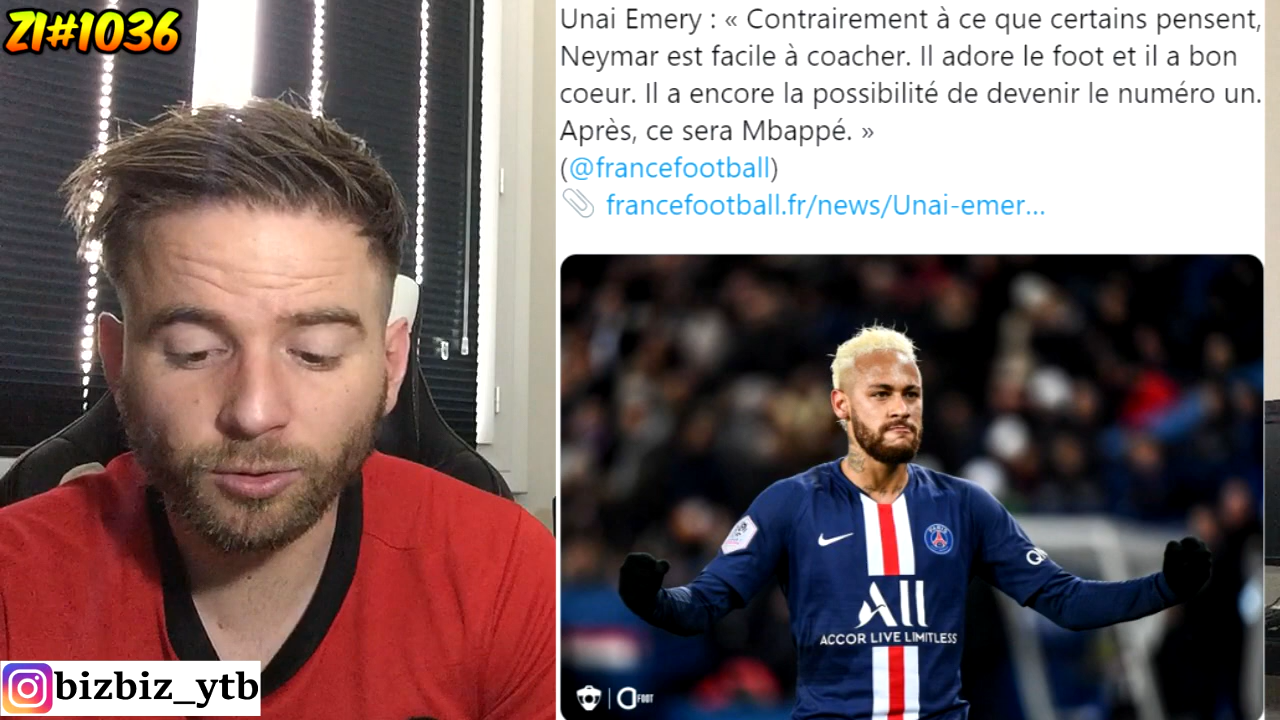 ZI#1036
Unai Emery : « Contrairement à ce que certains pensent,
Neymar est facile à coacher. Il adore le foot et il a bon
coeur. Il a encore la possibilité de devenir le numéro un.
Après, ce sera Mbappé. »
(@francefootball)
francefootball.fr/news/Unai-emer...
PARIS
All
ACCOR LIVE LIMITLESS
FOOT
bizbiz_ytb